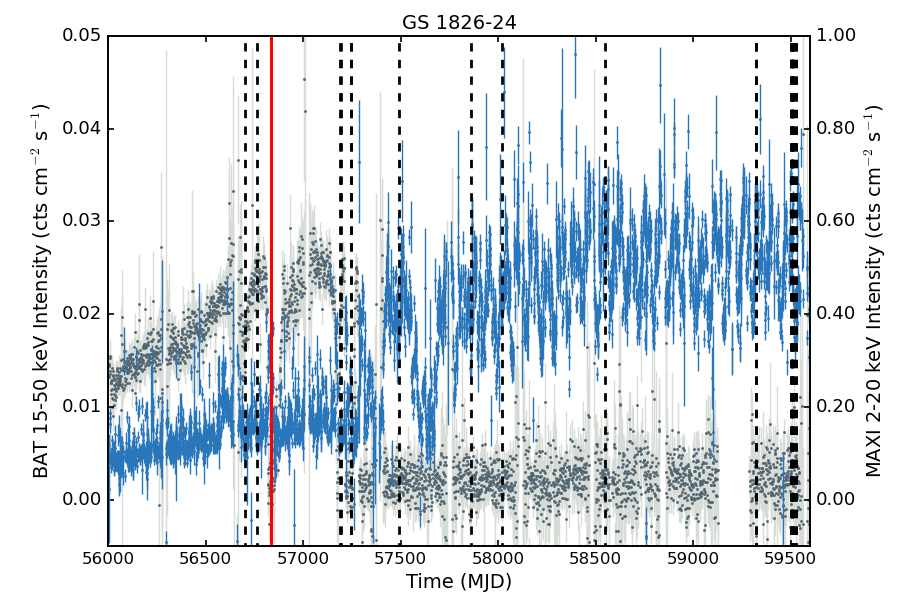 GS 1826-24
0.05
0.04
0.03
0.02
0.01
0.00
BAT 15-50 keV Intensity (cts cm⁻² s⁻¹)
1.00
0.80
0.60
0.40
0.20
0.00
MAXI 2-20 keV Intensity (cts cm⁻² s⁻¹)
56000 56500 57000 57500 58000 58500 59000 59500
Time (MJD)